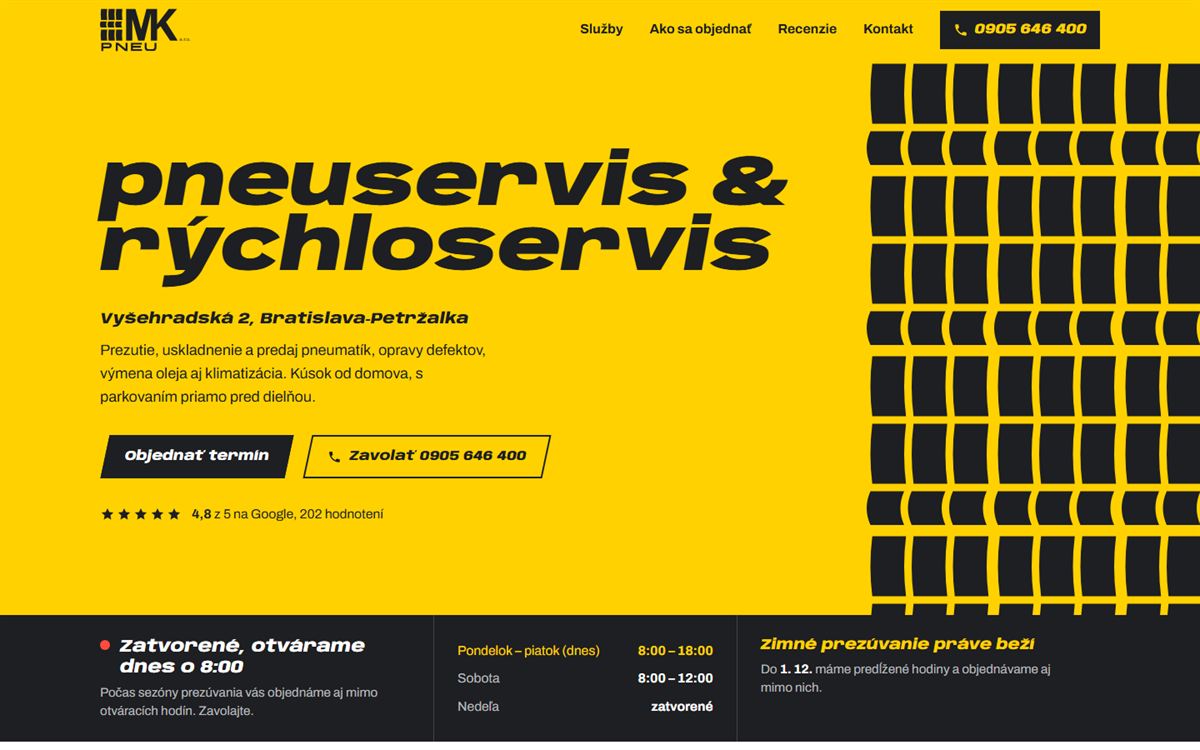 MK
PNEU s.r.o.
Služby Ako sa objednať Recenzie Kontakt 0905 646 400
pneuservis &
rýchloservis
Vyšehradská 2, Bratislava-Petržalka
Prezutie, uskladnenie a predaj pneumatík, opravy defektov,
výmena oleja aj klimatizácia. Kúsok od domova, s
parkovaním priamo pred dielňou.
Objednať termín Zavolať 0905 646 400
4,8 z 5 na Google, 202 hodnotení
Zatvorené, otvárame
dnes o 8:00
Počas sezóny prezúvania vás objednáme aj mimo
otváracích hodín. Zavolajte.
Pondelok – piatok (dnes) 8:00 – 18:00
Sobota 8:00 – 12:00
Nedeľa zatvorené
Zimné prezúvanie práve beží
Do 1. 12. máme predĺžené hodiny a objednávame aj
mimo nich.